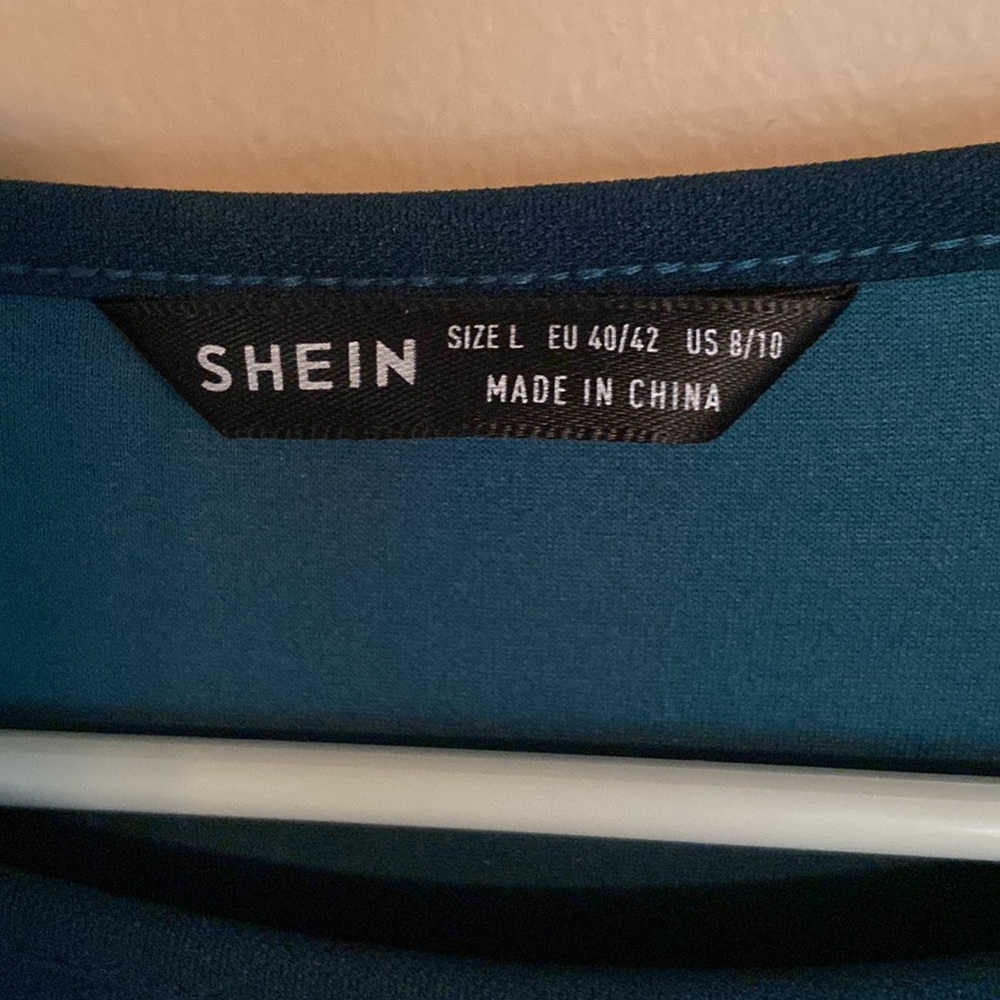 SHEIN
SIZE L EU 40/42 US 8/10
MADE IN CHINA